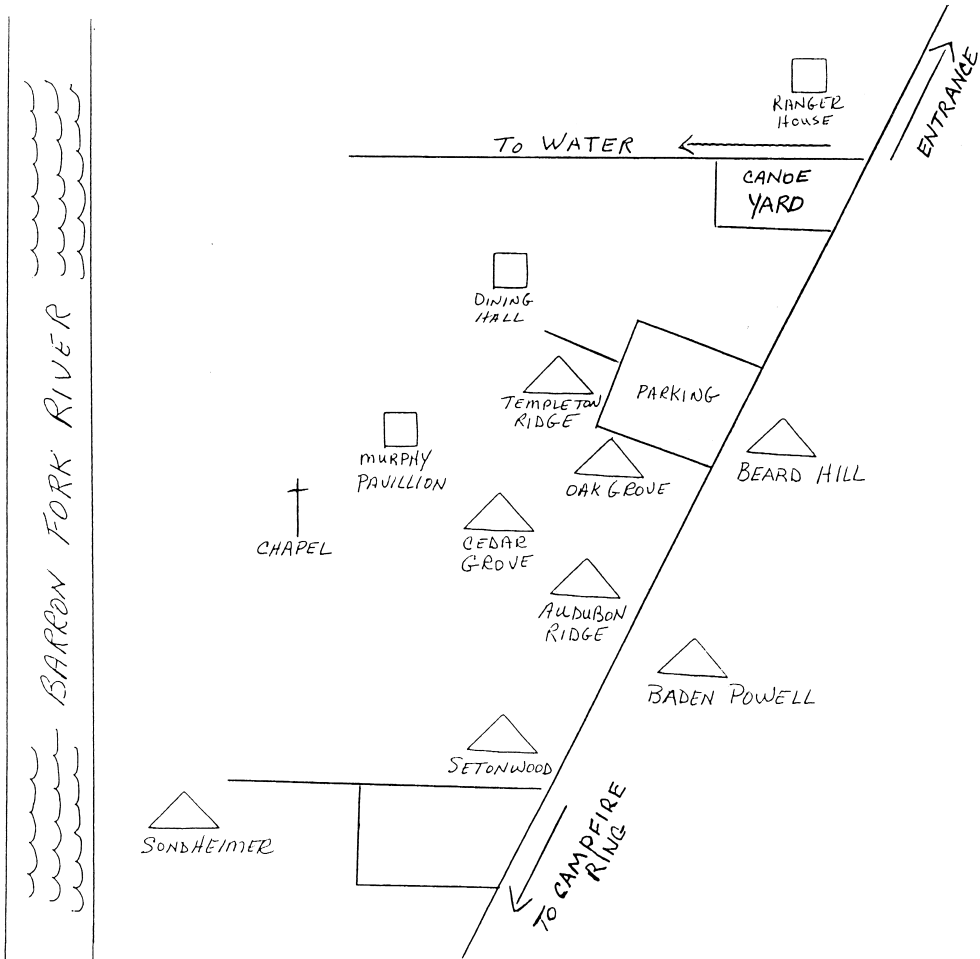 RANGER
HOUSE
ENTRANCE
TO WATER
CANOE
YARD
DINING
HALL
PARKING
TEMPLETON
RIDGE
BEARD HILL
MURPHY
PAVILLION
OAK GROVE
CHAPEL
CEDAR
GROVE
AUDUBON
RIDGE
BARRON FORK RIVER
BADEN POWELL
SETONWOOD
SONDHEIMER
TO CAMPFIRE
RING